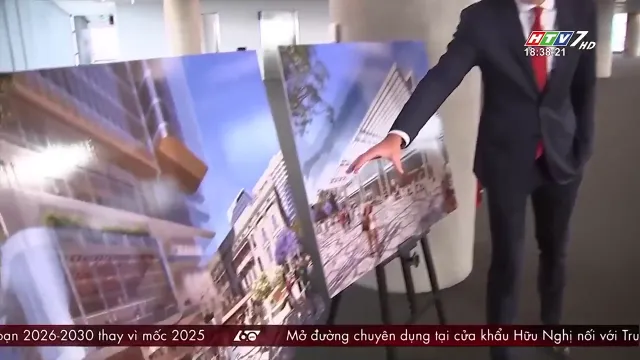 HTV7 HD
18:38:21
oạn 2026-2030 thay vì mốc 2025 60 Mở đường chuyên dụng tại cửa khẩu Hữu Nghị nối với Tru